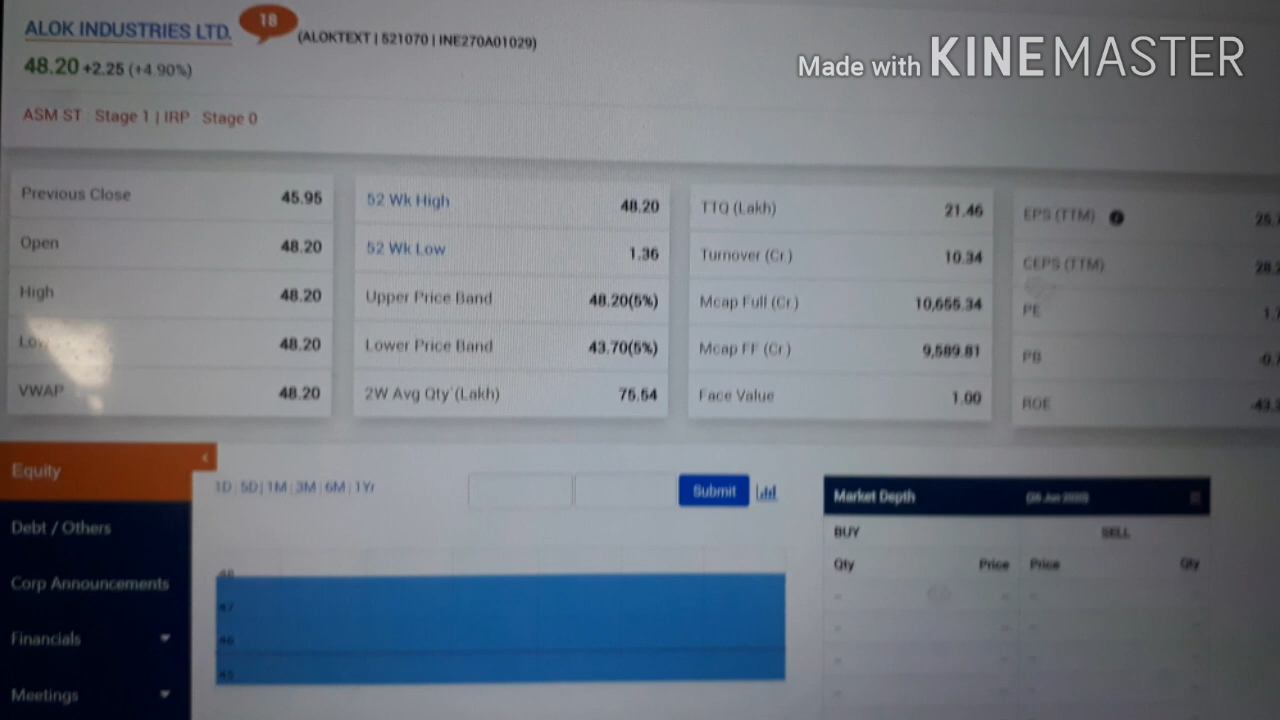 ALOK INDUSTRIES LTD. 18 (ALOKTEXT | 521070 | INE270A01029)
Made with KINEMASTER
48.20 +2.25 (+4.90%)
ASM ST : Stage 1 | IRP : Stage 0
Previous Close 45.95
Open 48.20
High 48.20
48.20
VWAP 48.20
52 Wk High 48.20
52 Wk Low 1.36
Upper Price Band 48.20(5%)
Lower Price Band 43.70(5%)
2W Avg Qty (Lakh) 75.54
TTQ (Lakh) 21.46
Turnover (Cr.) 10.34
Mcap Full (Cr.) 10,655.34
Mcap FF (Cr.) 9,589.81
Face Value 1.00
EPS (TTM)
CEPS (TTM)
PE
PB
ROE
Equity
Debt / Others
Corp Announcements
Financials
Meetings
1D | 5D | 1M | 3M | 6M | 1Yr
Submit
48
47
46
45
Market Depth
BUY SELL
Qty Price Price Qty